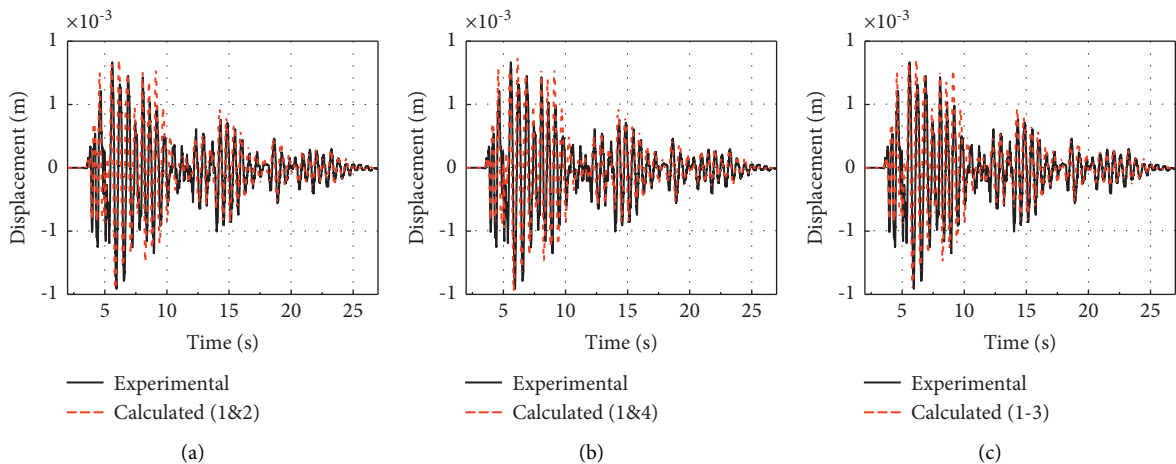 ×10⁻³ ×10⁻³ ×10⁻³
1 1 1
1 1 1
0 0 0
-1 -1 -1
-1 -1 -1
Displacement (m) Displacement (m) Displacement (m)
5 10 15 20 25 5 10 15 20 25 5 10 15 20 25
Time (s) Time (s) Time (s)
Experimental Experimental Experimental
Calculated (1&2) Calculated (1&4) Calculated (1-3)
(a) (b) (c)